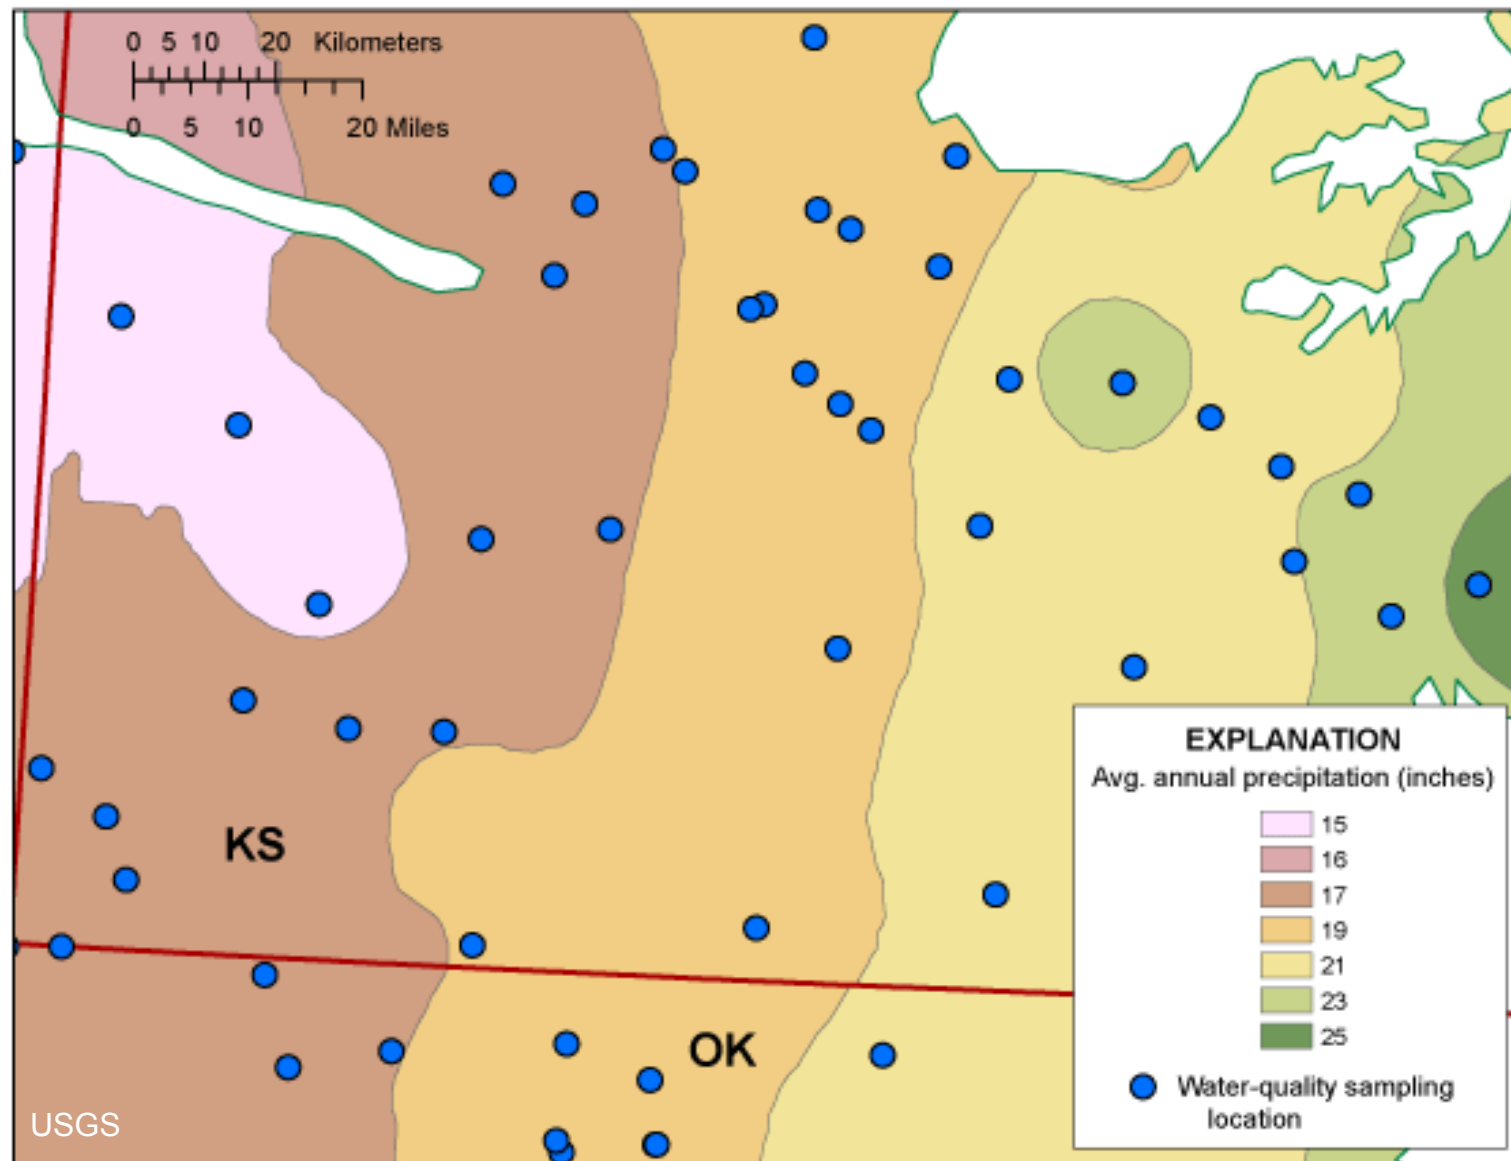 0 5 10 20 Kilometers
0 5 10 20 Miles
KS
OK
EXPLANATION
Avg. annual precipitation (inches)
15
16
17
19
21
23
25
Water-quality sampling
location
USGS